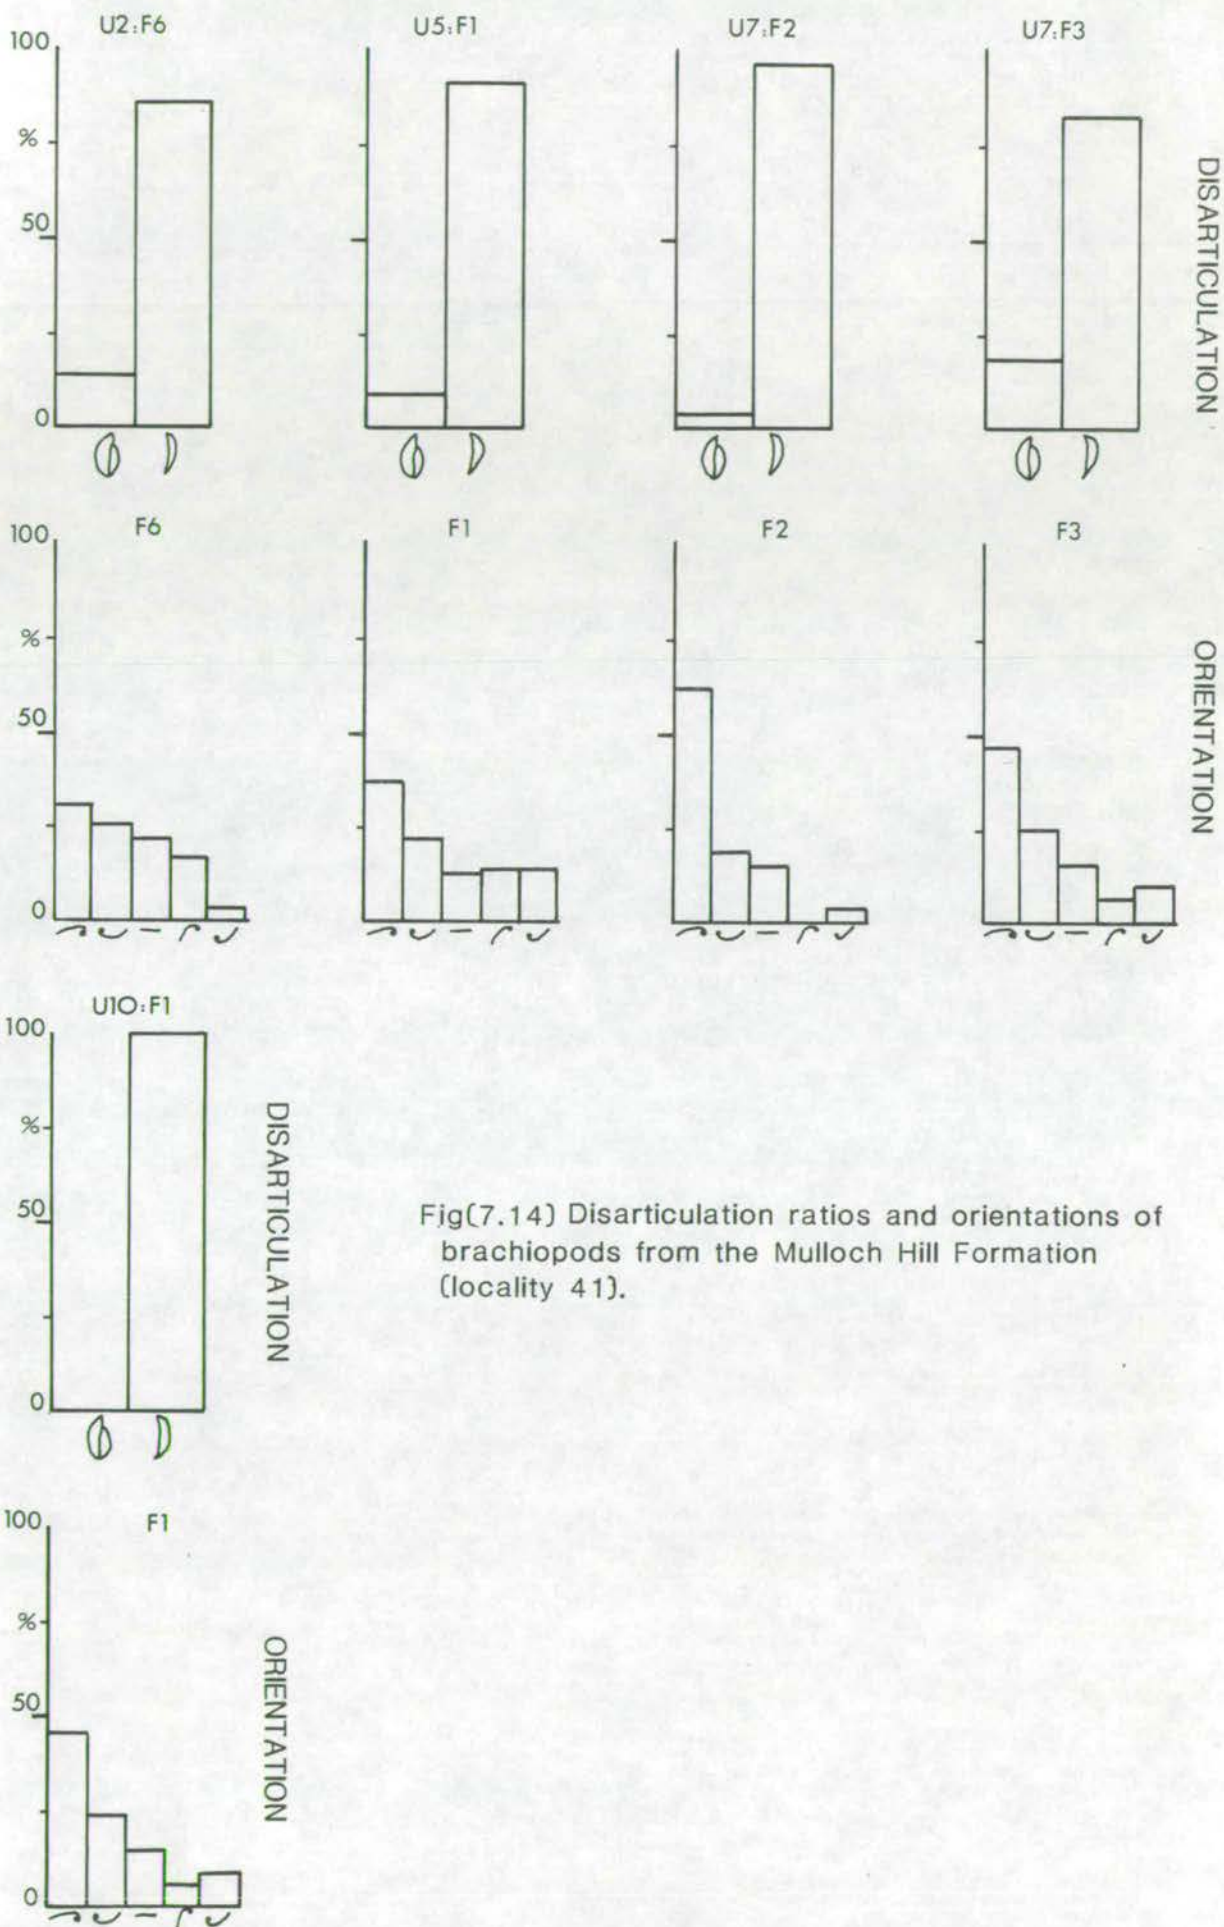 U2:F6
U5:F1
U7:F2
U7:F3
100
%
50
0
DISARTICULATION
F6
F1
F2
F3
100
%
50
0
ORIENTATION
U10:F1
100
%
50
0
DISARTICULATION
Fig(7.14) Disarticulation ratios and orientations of
brachiopods from the Mulloch Hill Formation
(locality 41).
F1
100
%
50
0
ORIENTATION